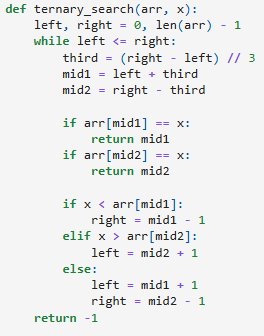 def ternary_search(arr, x):
    left, right = 0, len(arr) - 1
    while left <= right:
        third = (right - left) // 3
        mid1 = left + third
        mid2 = right - third

        if arr[mid1] == x:
            return mid1
        if arr[mid2] == x:
            return mid2

        if x < arr[mid1]:
            right = mid1 - 1
        elif x > arr[mid2]:
            left = mid2 + 1
        else:
            left = mid1 + 1
            right = mid2 - 1
    return -1